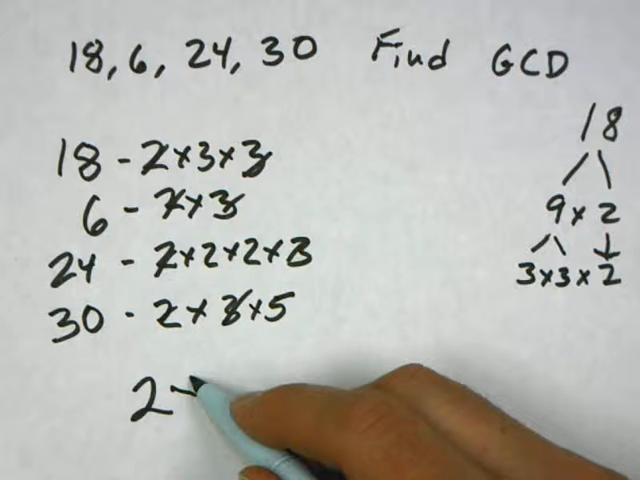 18, 6, 24, 30 Find GCD
18 - 2×3×3
6 - 2×3
24 - 2×2×2×3
30 - 2×3×5
2
18
9×2
3×3×2